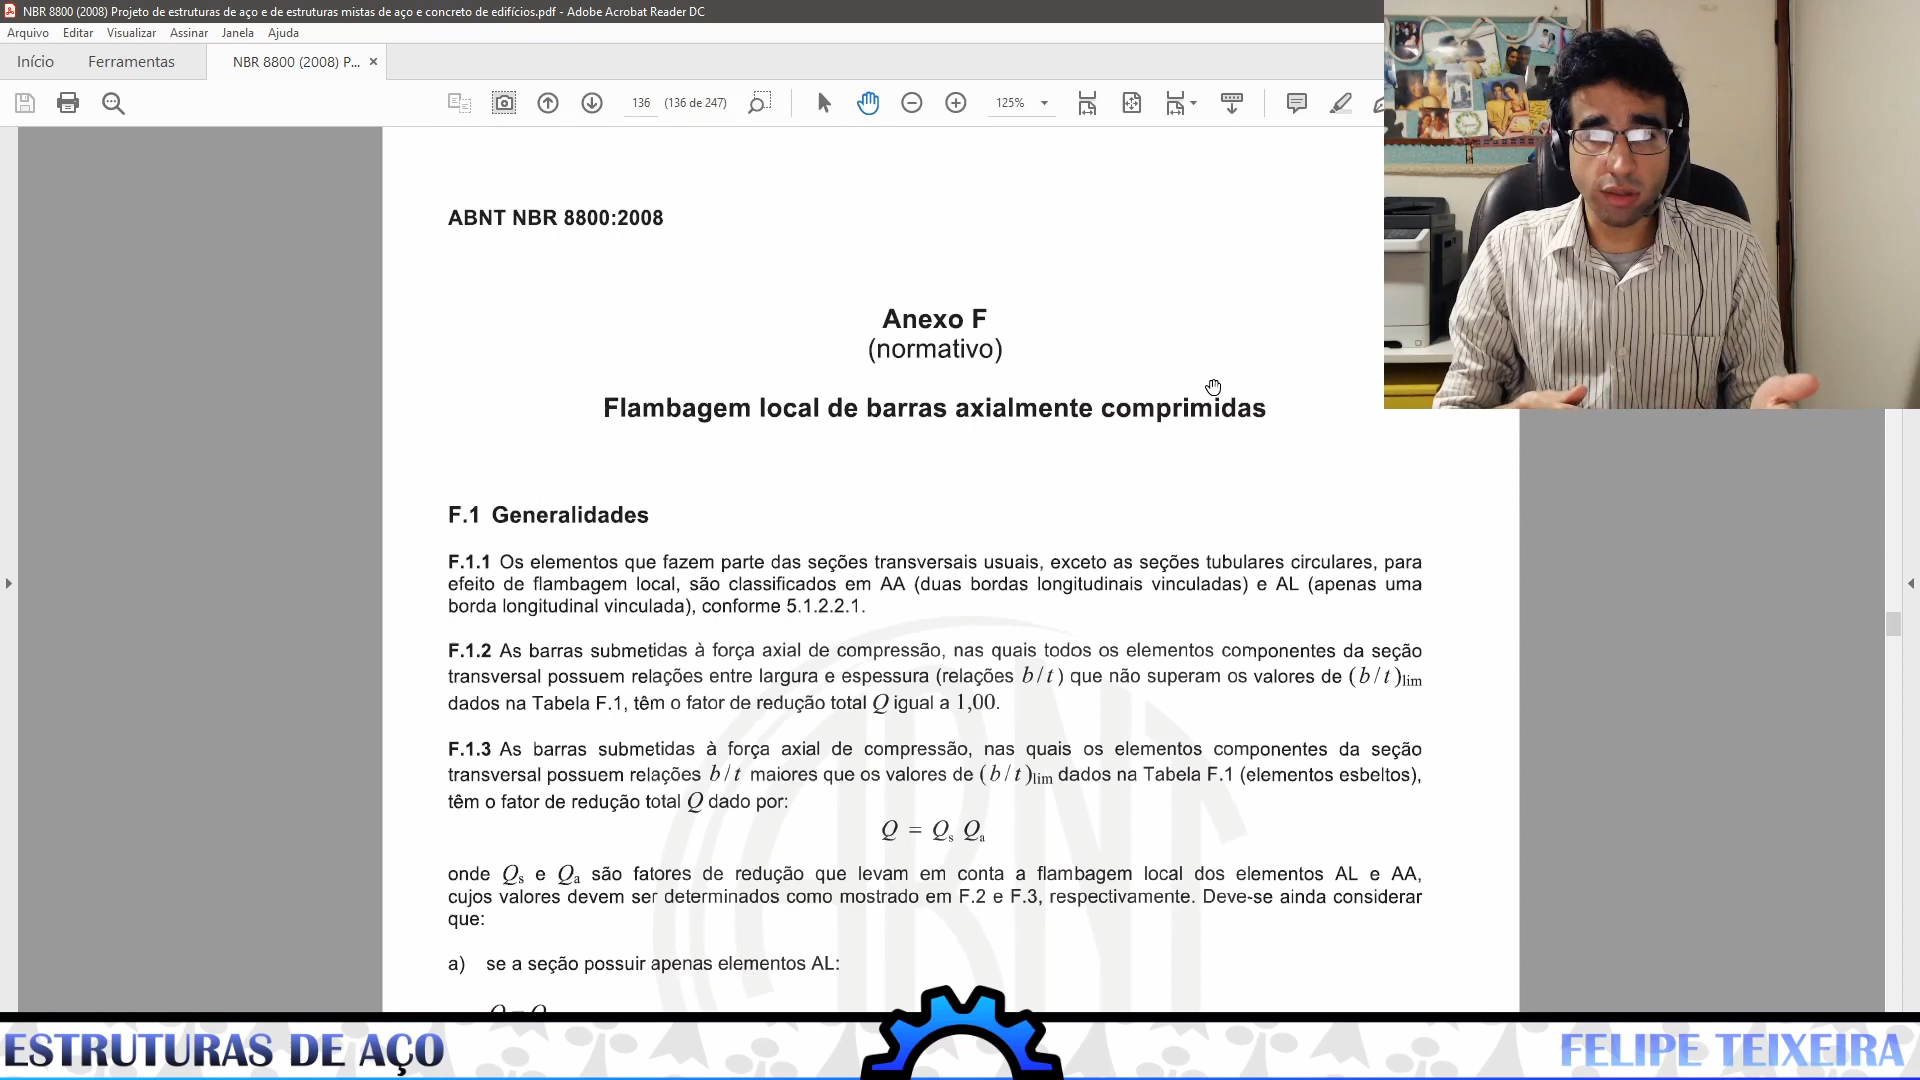 NBR 8800 (2008) Projeto de estruturas de aço e de estruturas mistas de aço e concreto de edifícios.pdf - Adobe Acrobat Reader DC
Arquivo Editar Visualizar Assinar Janela Ajuda
Início Ferramentas NBR 8800 (2008) P... ×
136 (136 de 247) 125%
ABNT NBR 8800:2008
Anexo F
(normativo)
Flambagem local de barras axialmente comprimidas
F.1 Generalidades
F.1.1 Os elementos que fazem parte das seções transversais usuais, exceto as seções tubulares circulares, para
efeito de flambagem local, são classificados em AA (duas bordas longitudinais vinculadas) e AL (apenas uma
borda longitudinal vinculada), conforme 5.1.2.2.1.
F.1.2 As barras submetidas à força axial de compressão, nas quais todos os elementos componentes da seção
transversal possuem relações entre largura e espessura (relações b/t) que não superam os valores de (b/t)lim
dados na Tabela F.1, têm o fator de redução total Q igual a 1,00.
F.1.3 As barras submetidas à força axial de compressão, nas quais os elementos componentes da seção
transversal possuem relações b/t maiores que os valores de (b/t)lim dados na Tabela F.1 (elementos esbeltos),
têm o fator de redução total Q dado por:
Q = Qs Qa
onde Qs e Qa são fatores de redução que levam em conta a flambagem local dos elementos AL e AA,
cujos valores devem ser determinados como mostrado em F.2 e F.3, respectivamente. Deve-se ainda considerar
que:
a) se a seção possuir apenas elementos AL:
ABNT
ESTRUTURAS DE AÇO
FELIPE TEIXEIRA